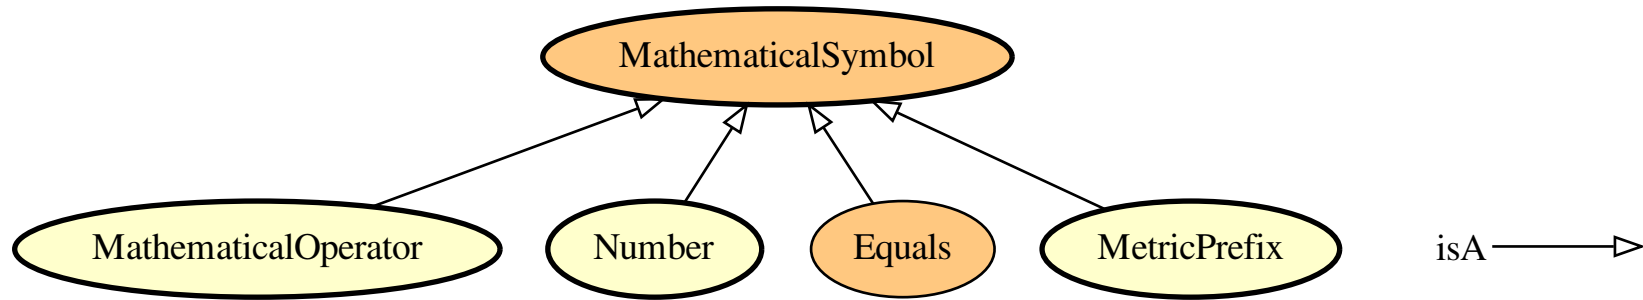 MathematicalSymbol
MathematicalOperator
Number
Equals
MetricPrefix
isA